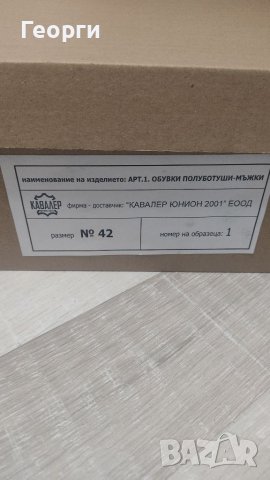 Георги
наименование на изделието: АРТ.1. ОБУВКИ ПОЛУБОТУШИ-МЪЖКИ
КАВАЛЕР
фирма - доставчик: "КАВАЛЕР ЮНИОН 2001" ЕООД
размер № 42
номер на образеца: 1
BAZAR